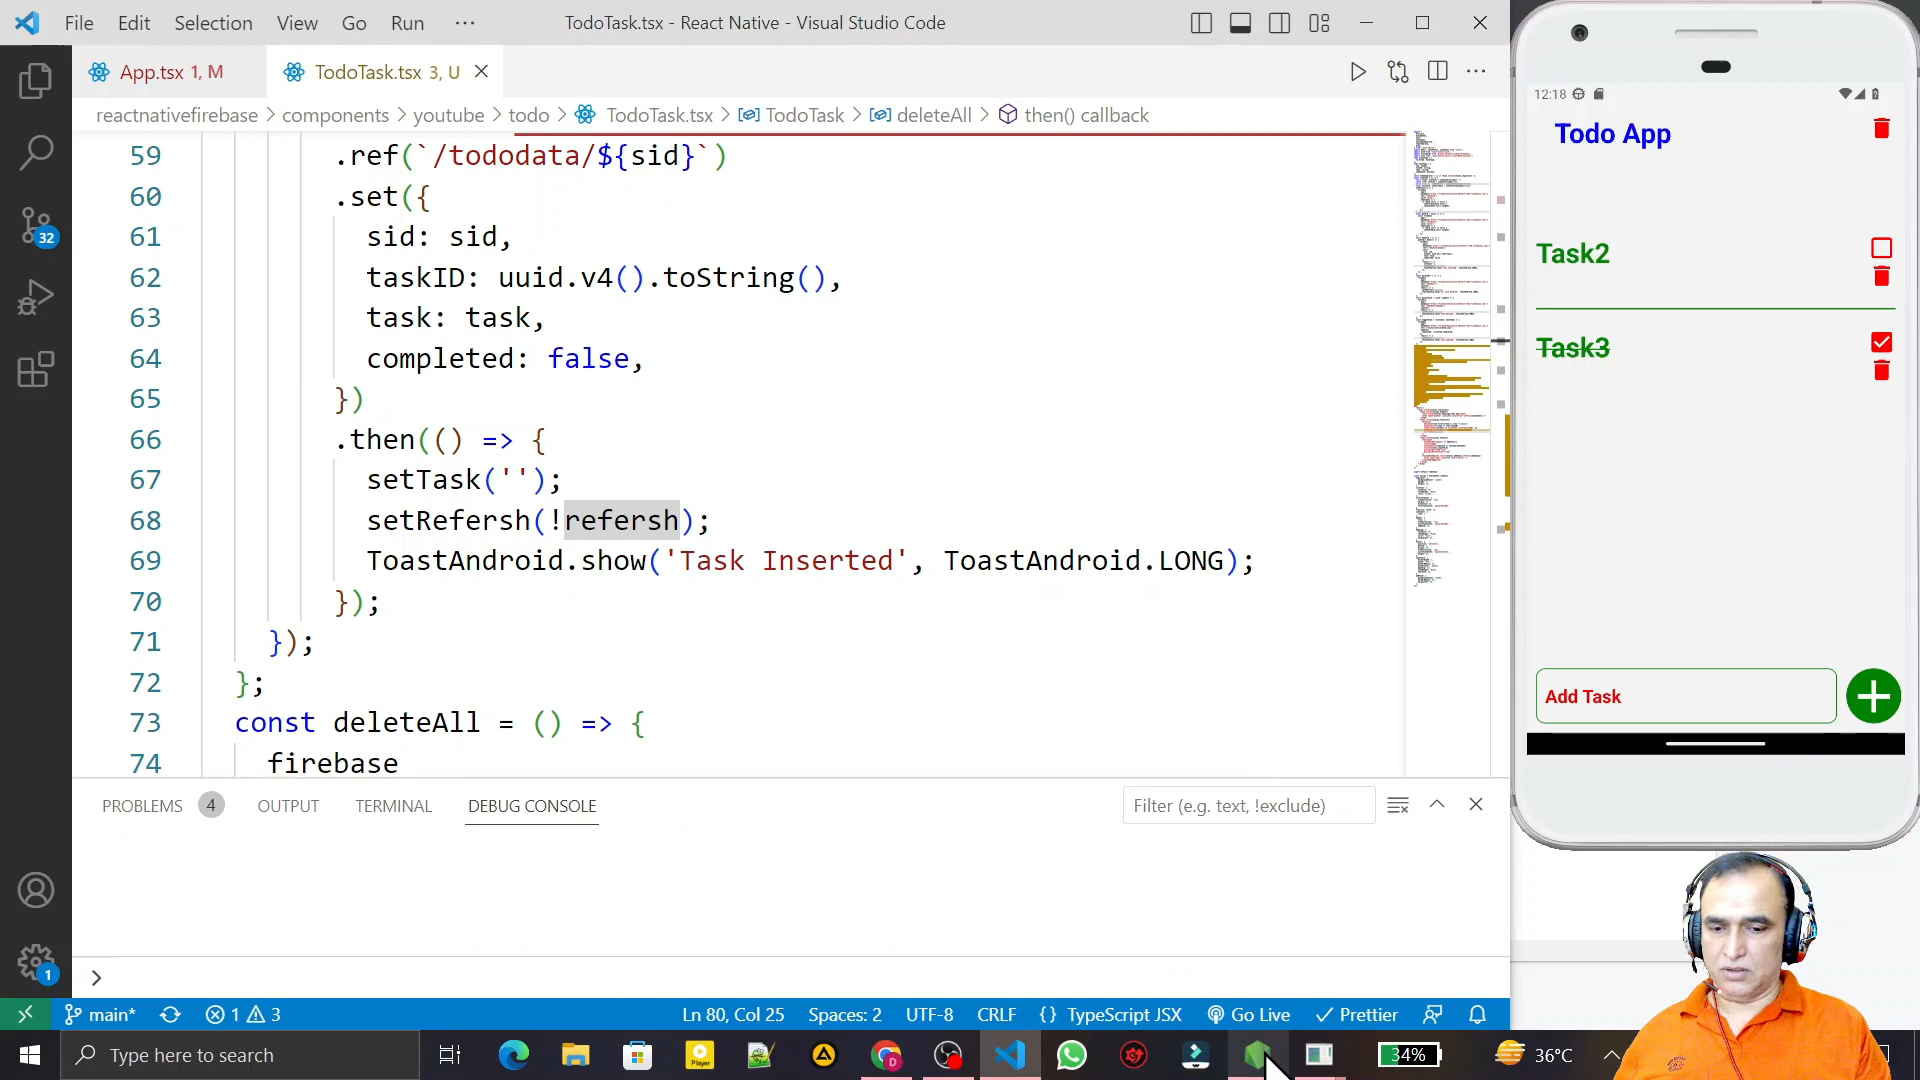 File Edit Selection View Go Run ··· TodoTask.tsx - React Native - Visual Studio Code
App.tsx 1, M TodoTask.tsx 3, U
reactnativefirebase > components > youtube > todo > TodoTask.tsx > TodoTask > deleteAll > then() callback
59 .ref(`/tododata/${sid}`)
60 .set({
61 sid: sid,
62 taskID: uuid.v4().toString(),
63 task: task,
64 completed: false,
65 })
66 .then(() => {
67 setTask('');
68 setRefersh(!refersh);
69 ToastAndroid.show('Task Inserted', ToastAndroid.LONG);
70 });
71 });
72 };
73 const deleteAll = () => {
74 firebase
PROBLEMS 4 OUTPUT TERMINAL DEBUG CONSOLE Filter (e.g. text, !exclude)
>
main* 1 3 Ln 80, Col 25 Spaces: 2 UTF-8 CRLF {} TypeScript JSX Go Live Prettier
32
1
Type here to search 34% 36°C
12:18
Todo App
Task2
Task3
Add Task
Player